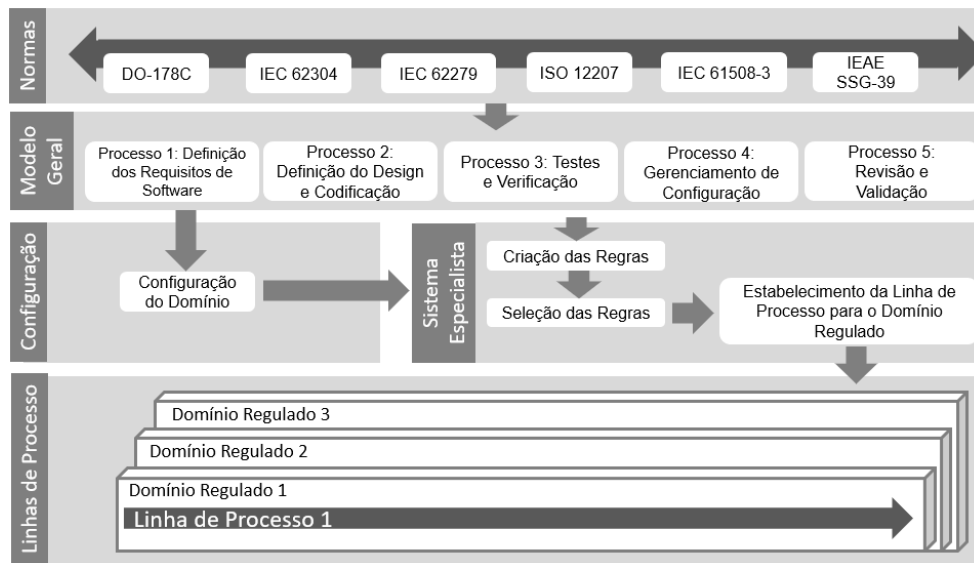 Normas
DO-178C
IEC 62304
IEC 62279
ISO 12207
IEC 61508-3
IEAE
SSG-39
Modelo
Geral
Processo 1: Definição
dos Requisitos de
Software
Processo 2:
Definição do Design
e Codificação
Processo 3: Testes
e Verificação
Processo 4:
Gerenciamento de
Configuração
Processo 5:
Revisão e
Validação
Configuração
Configuração
do Domínio
Sistema
Especialista
Criação das Regras
Seleção das Regras
Estabelecimento da Linha de
Processo para o Domínio
Regulado
Linhas de Processo
Domínio Regulado 3
Domínio Regulado 2
Domínio Regulado 1
Linha de Processo 1